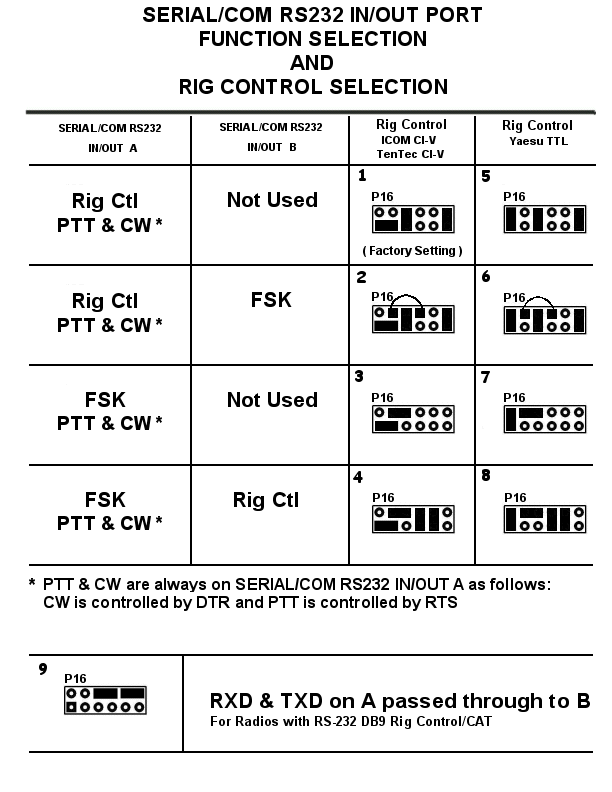 SERIAL/COM RS232 IN/OUT PORT
FUNCTION SELECTION
AND
RIG CONTROL SELECTION
SERIAL/COM RS232
IN/OUT A
SERIAL/COM RS232
IN/OUT B
Rig Control
ICOM CI-V
TenTec CI-V
Rig Control
Yaesu TTL
Rig Ctl
PTT & CW *
Not Used
1
P16
( Factory Setting )
5
P16
Rig Ctl
PTT & CW *
FSK
2
P16
6
P16
FSK
PTT & CW *
Not Used
3
P16
7
P16
FSK
PTT & CW *
Rig Ctl
4
P16
8
P16
* PTT & CW are always on SERIAL/COM RS232 IN/OUT A as follows:
CW is controlled by DTR and PTT is controlled by RTS
9
P16
RXD & TXD on A passed through to B
For Radios with RS-232 DB9 Rig Control/CAT